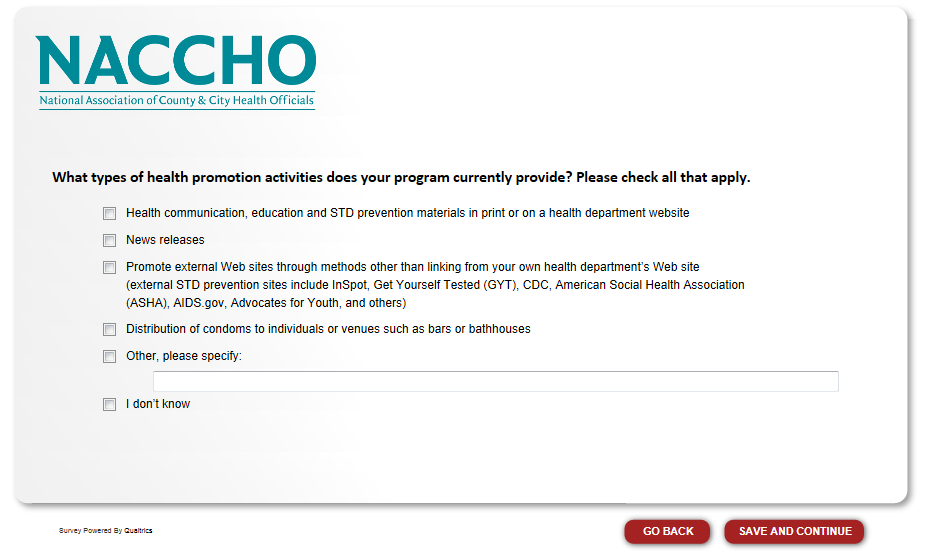 NACCHO
National Association of County & City Health Officials
What types of health promotion activities does your program currently provide? Please check all that apply.
Health communication, education and STD prevention materials in print or on a health department website
News releases
Promote external Web sites through methods other than linking from your own health department's Web site
(external STD prevention sites include InSpot, Get Yourself Tested (GYT), CDC, American Social Health Association
(ASHA), AIDS.gov, Advocates for Youth, and others)
Distribution of condoms to individuals or venues such as bars or bathhouses
Other, please specify:
I don't know
Survey Powered By Qualtrics
GO BACK
SAVE AND CONTINUE